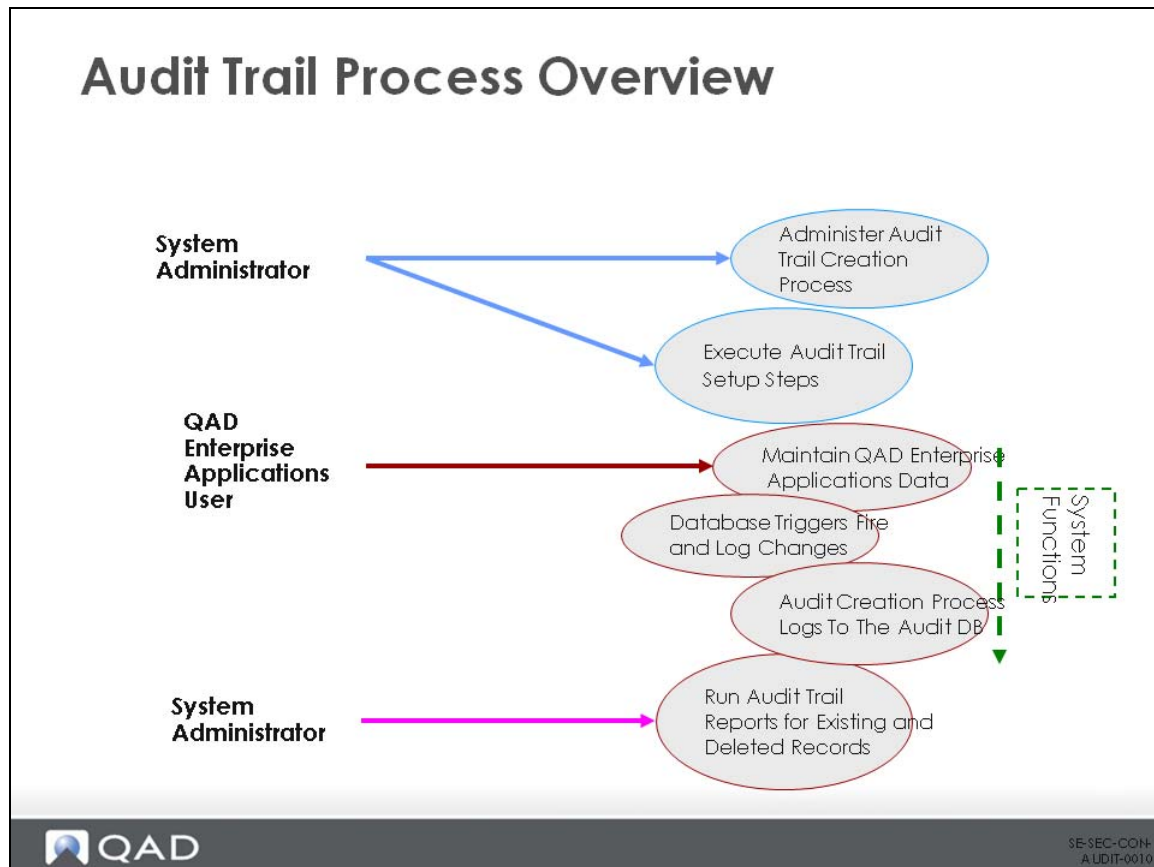 Audit Trail Process Overview
System
Administrator
Administer Audit
Trail Creation
Process
Execute Audit Trail
Setup Steps
QAD
Enterprise
Applications
User
Maintain QAD Enterprise
Applications Data
Database Triggers Fire
and Log Changes
System
Functions
Audit Creation Process
Logs To The Audit DB
System
Administrator
Run Audit Trail
Reports for Existing and
Deleted Records
QAD
SE-SEC-CON-
AUDIT-0010